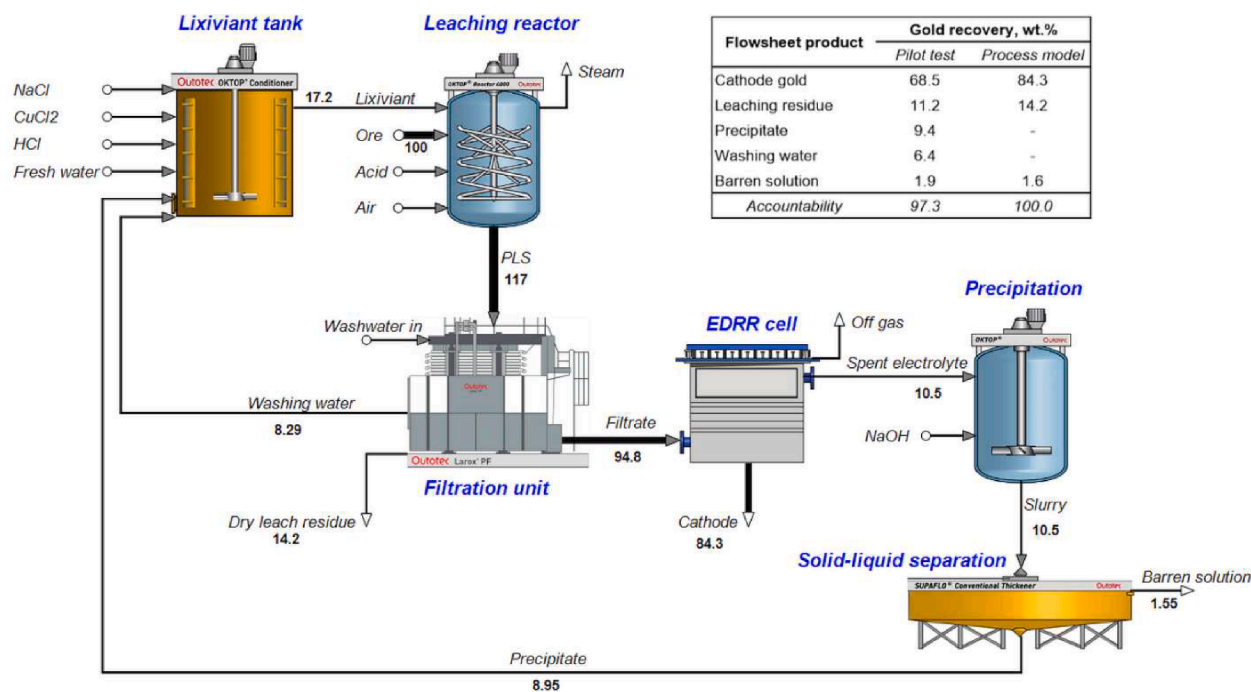 Lixiviant tank
Leaching reactor
NaCl
CuCl2
HCl
Fresh water
Outotec OKTOP® Conditioner
17.2
Lixiviant
OKTOP® Reactor 4000 Outotec
Steam
Ore
100
Acid
Air
Flowsheet product
Gold recovery, wt.%
Pilot test Process model
Cathode gold 68.5 84.3
Leaching residue 11.2 14.2
Precipitate 9.4 -
Washing water 6.4 -
Barren solution 1.9 1.6
Accountability 97.3 100.0
PLS
117
Washwater in
Outotec
Washing water
8.29
Outotec Larox® PF
Filtration unit
Dry leach residue
14.2
Filtrate
94.8
EDRR cell
Off gas
Cathode
84.3
Precipitation
OKTOP® Outotec
Spent electrolyte
10.5
NaOH
Slurry
10.5
Solid-liquid separation
SUPAFLO® Conventional Thickener Outotec
Barren solution
1.55
Precipitate
8.95